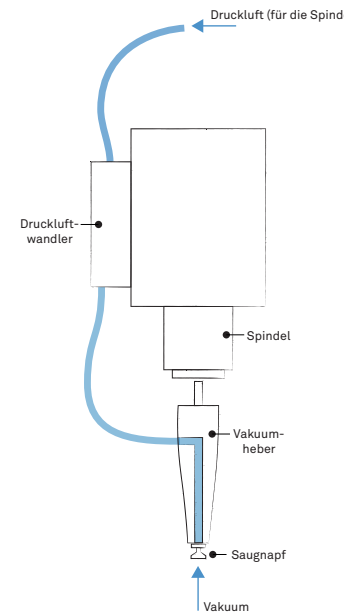 Druckluft (für die Spind
Druckluft-
wandler
Spindel
Vakuum-
heber
Saugnapf
Vakuum